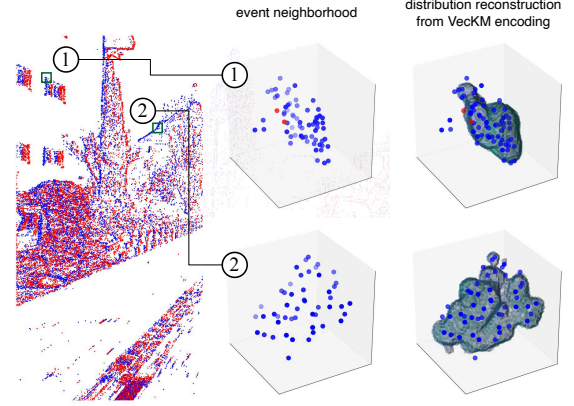 event neighborhood
distribution reconstruction
from VecKM encoding
1
1
2
2